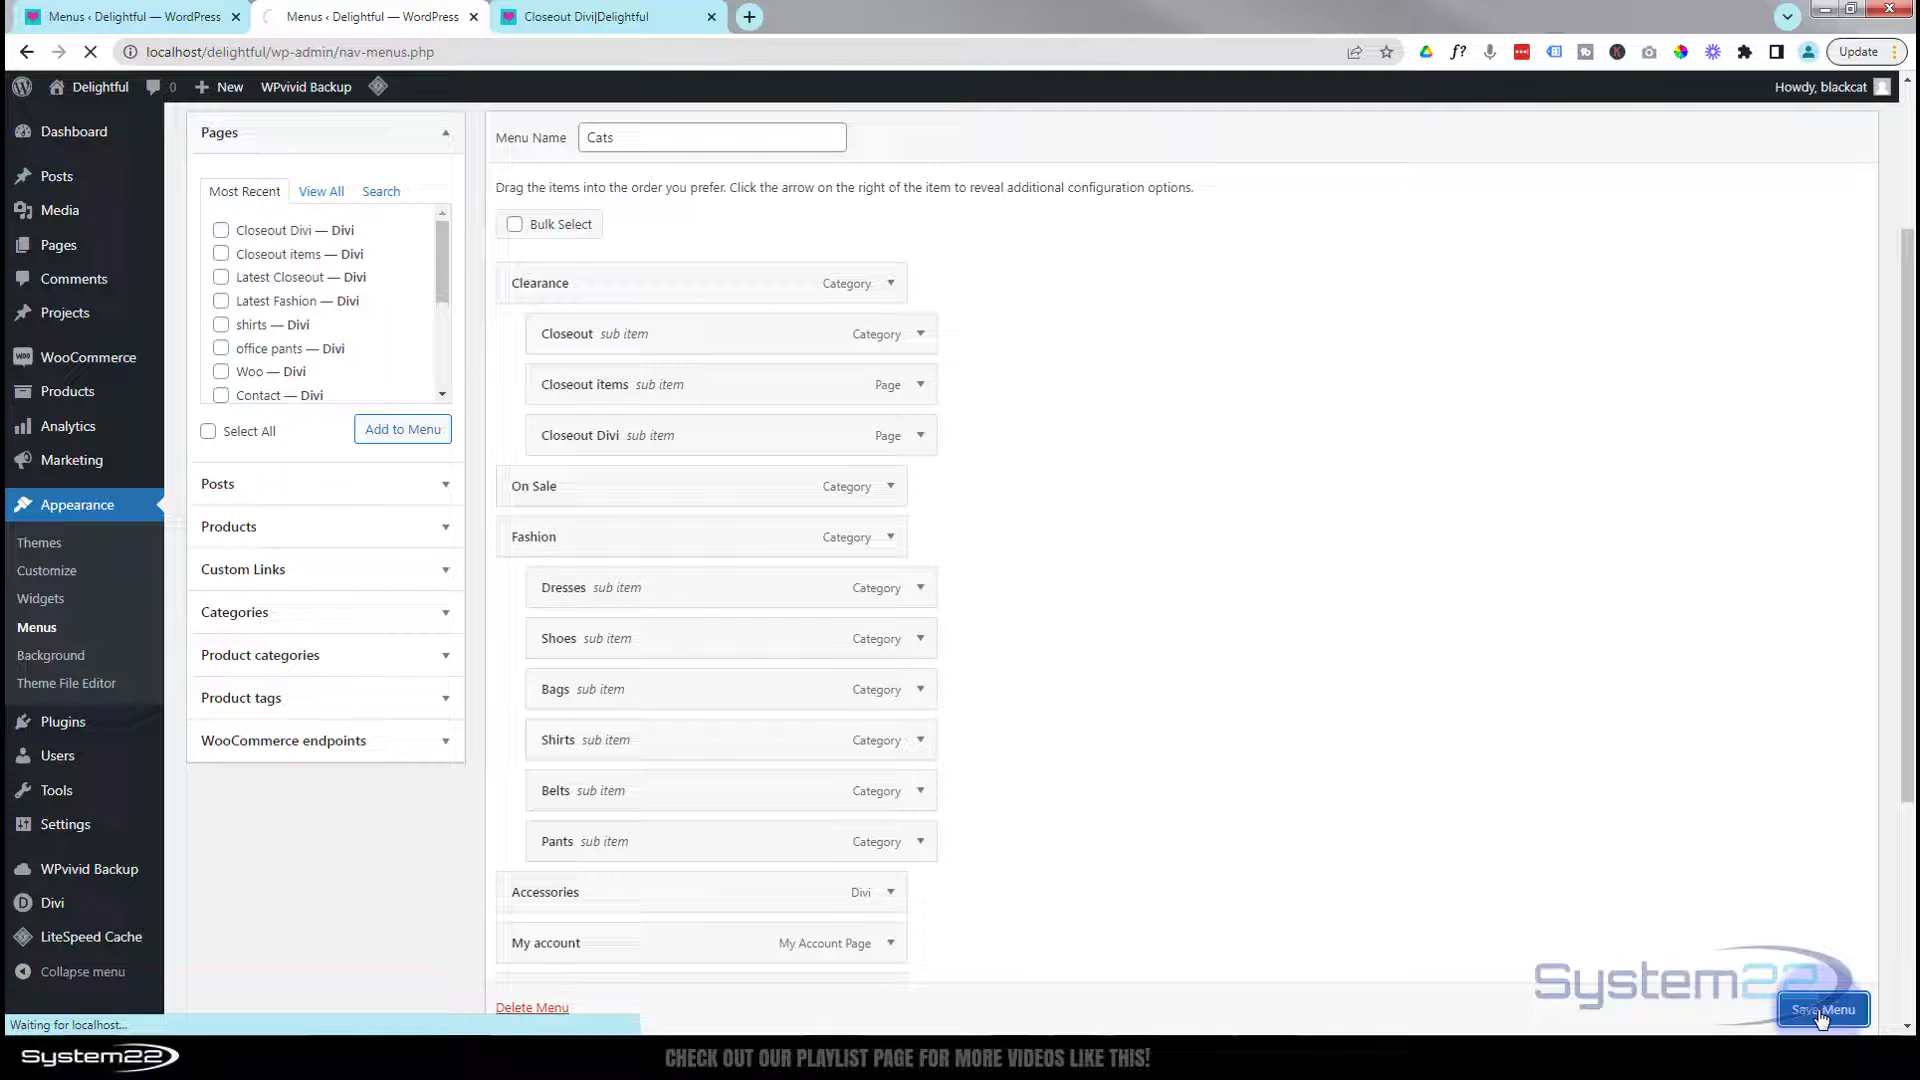 Menus ‹ Delightful — WordPress
Menus ‹ Delightful — WordPress
Closeout Divi|Delightful
localhost/delightful/wp-admin/nav-menus.php
Update
Delightful
0
New
WPvivid Backup
Howdy, blackcat
Dashboard
Posts
Media
Pages
Comments
Projects
WooCommerce
Products
Analytics
Marketing
Appearance
Themes
Customize
Widgets
Menus
Background
Theme File Editor
Plugins
Users
Tools
Settings
WPvivid Backup
Divi
LiteSpeed Cache
Collapse menu
Waiting for localhost...
Pages
Most Recent View All Search
Closeout Divi — Divi
Closeout items — Divi
Latest Closeout — Divi
Latest Fashion — Divi
shirts — Divi
office pants — Divi
Woo — Divi
Contact — Divi
Select All
Add to Menu
Posts
Products
Custom Links
Categories
Product categories
Product tags
WooCommerce endpoints
Menu Name Cats
Drag the items into the order you prefer. Click the arrow on the right of the item to reveal additional configuration options.
Bulk Select
Clearance Category
Closeout sub item Category
Closeout items sub item Page
Closeout Divi sub item Page
On Sale Category
Fashion Category
Dresses sub item Category
Shoes sub item Category
Bags sub item Category
Shirts sub item Category
Belts sub item Category
Pants sub item Category
Accessories Divi
My account My Account Page
Delete Menu
Save Menu
System22
System22
CHECK OUT OUR PLAYLIST PAGE FOR MORE VIDEOS LIKE THIS!